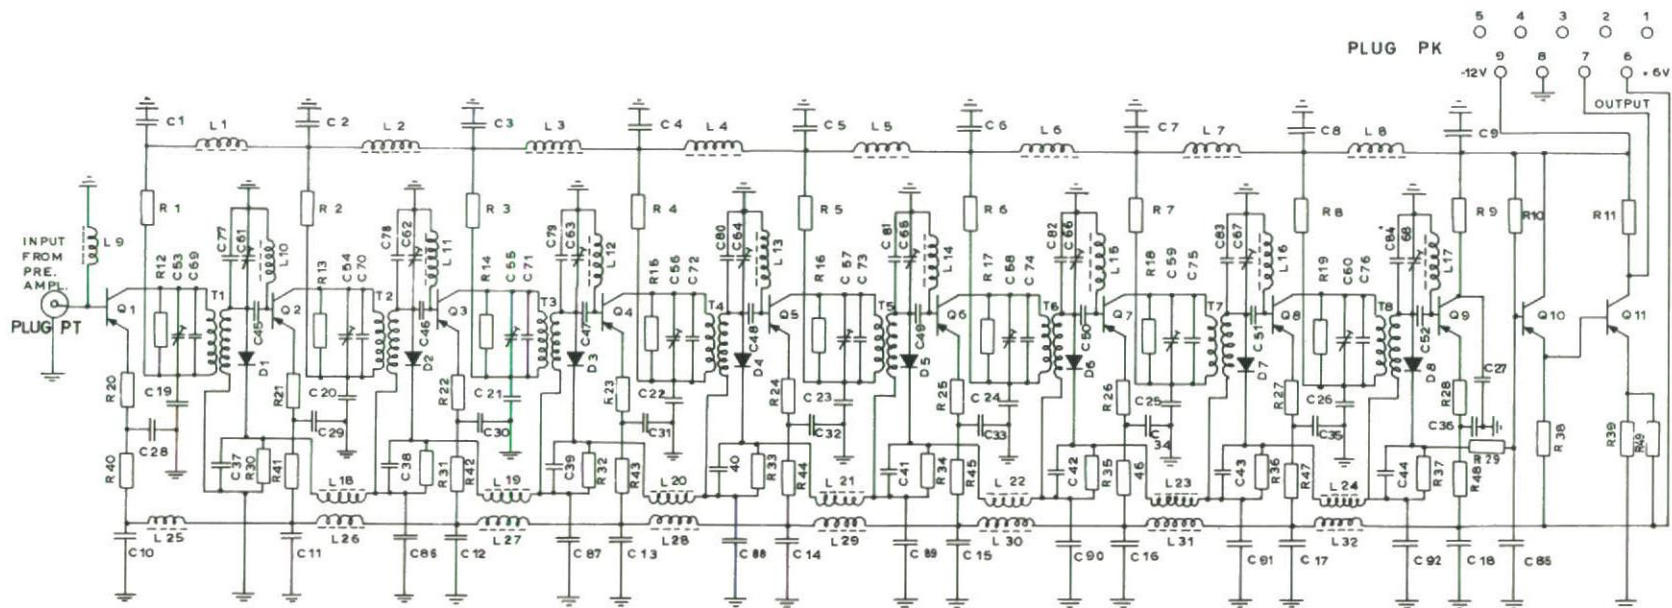 5 4 3 2 1
PLUG PK
9 8 7 6
-12V + 6V
OUTPUT
C1 L1 C2 L2 C3 L3 C4 L4 C5 L5 C6 L6 C7 L7 C8 L8 C9
R1 R2 R3 R4 R5 R6 R7 R8 R9 R10 R11
L9
INPUT
FROM
PRE.
AMPL.
PLUG PT
C77 C61 L10 C78 C62 L11 C79 C63 L12 C80 C64 L13 C81 C65 L14 C82 C66 L15 C83 C67 L16 C84 68 L17
R12 C53 C69 R13 C54 C70 R14 C55 C71 R15 C56 C72 R16 C57 C73 R17 C58 C74 R18 C59 C75 R19 C60 C76
T1 T2 T3 T4 T5 T6 T7 T8
Q1 Q2 Q3 Q4 Q5 Q6 Q7 Q8 Q9 Q10 Q11
C45 C46 C47 C48 C49 C50 C51 C52
D1 D2 D3 D4 D5 D6 D7 D8
C27
R20 C19 R21 C20 R22 C21 R23 C22 R24 C23 R25 C24 R26 C25 R27 C26 R28
C28 C29 C30 C31 C32 C33 C34 C35 C36
R29 R38 R39 R49
R40 C37 R30 R41 C38 R31 R42 C39 R32 R43 40 R33 R44 C41 R34 R45 C42 R35 46 C43 R36 R47 C44 R37 R48
L18 L19 L20 L21 L22 L23 L24
L25 L26 L27 L28 L29 L30 L31 L32
C10 C11 C86 C12 C87 C13 C88 C14 C89 C15 C90 C16 C91 C17 C92 C18 C85